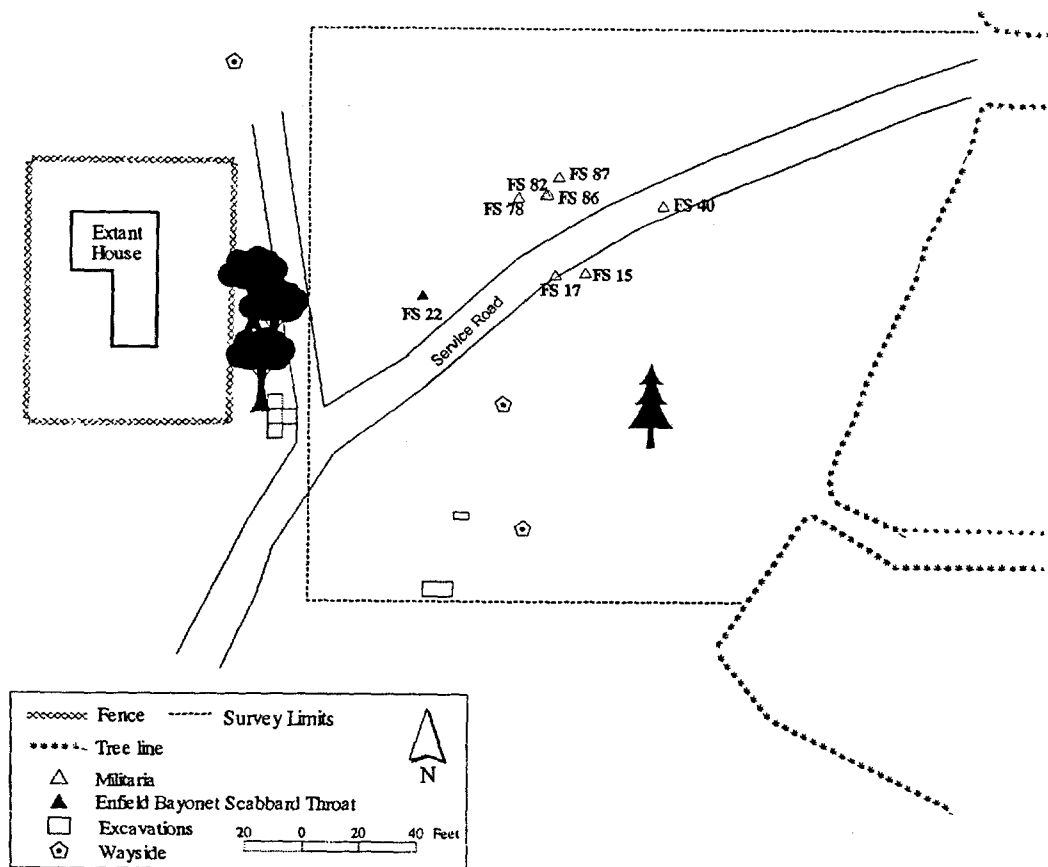 FS 87
FS 82
FS 86
FS 78
FS 40
Extant
House
FS 15
FS 17
FS 22
Service Road
Fence
Survey Limits
Tree line
N
Militaria
Enfield Bayonet Scabbard Throat
Excavations
20 0 20 40 Feet
Wayside